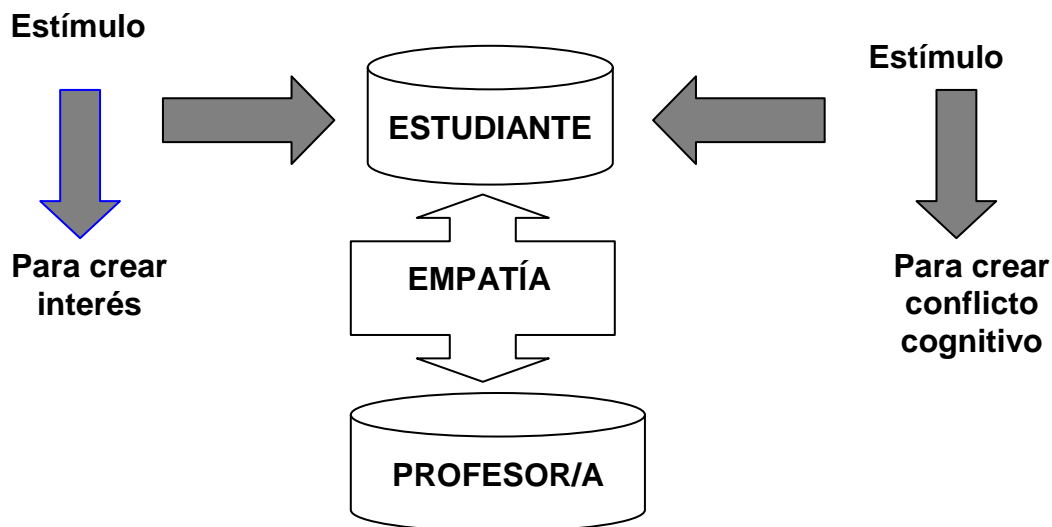 Estímulo
Estímulo
ESTUDIANTE
Para crear
interés
EMPATÍA
Para crear
conflicto
cognitivo
PROFESOR/A